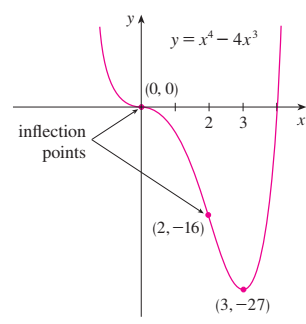 y
y = x⁴ − 4x³
(0, 0)
2 3 x
inflection
points
(2, −16)
(3, −27)